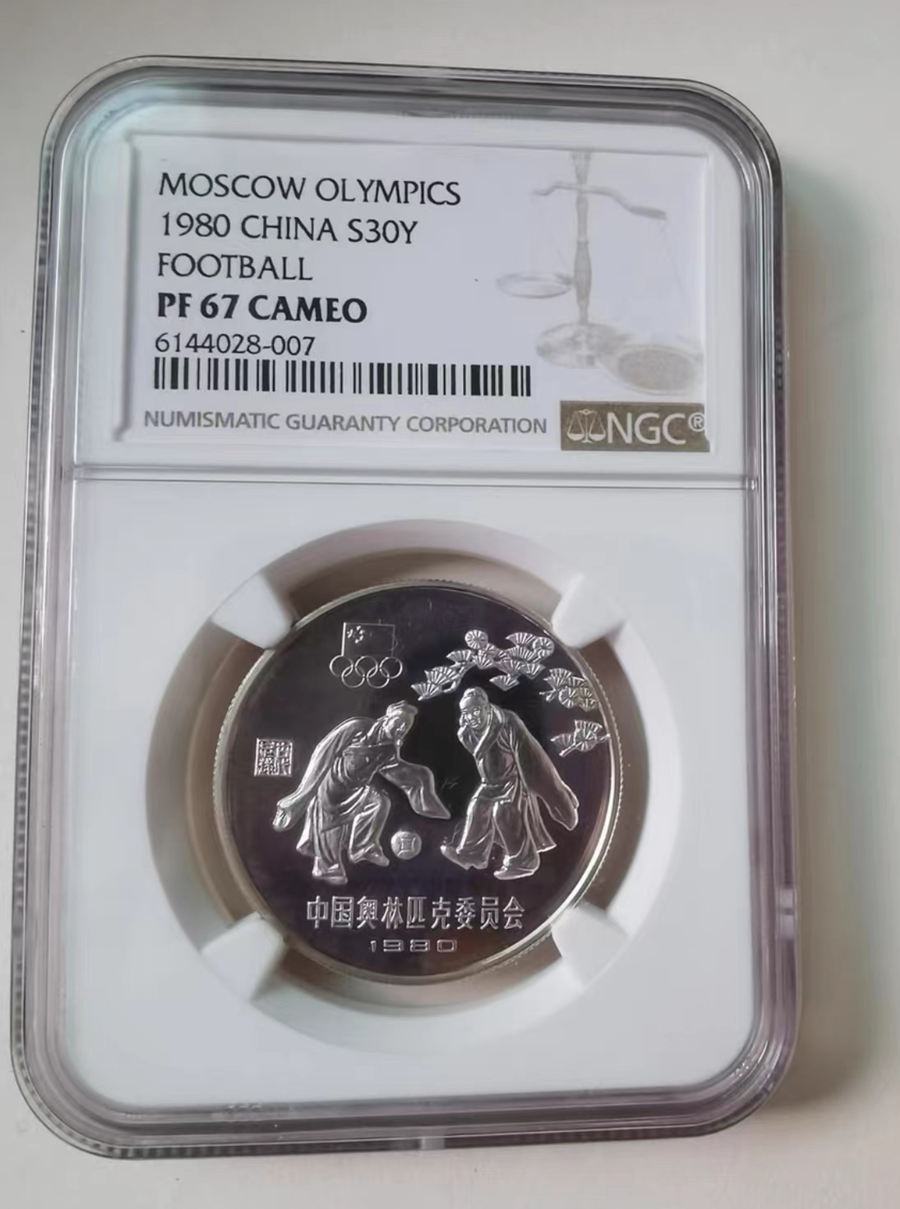 MOSCOW OLYMPICS
1980 CHINA S30Y
FOOTBALL
PF 67 CAMEO
6144028-007
NUMISMATIC GUARANTY CORPORATION
NGC®
中国奥林匹克委员会
1980